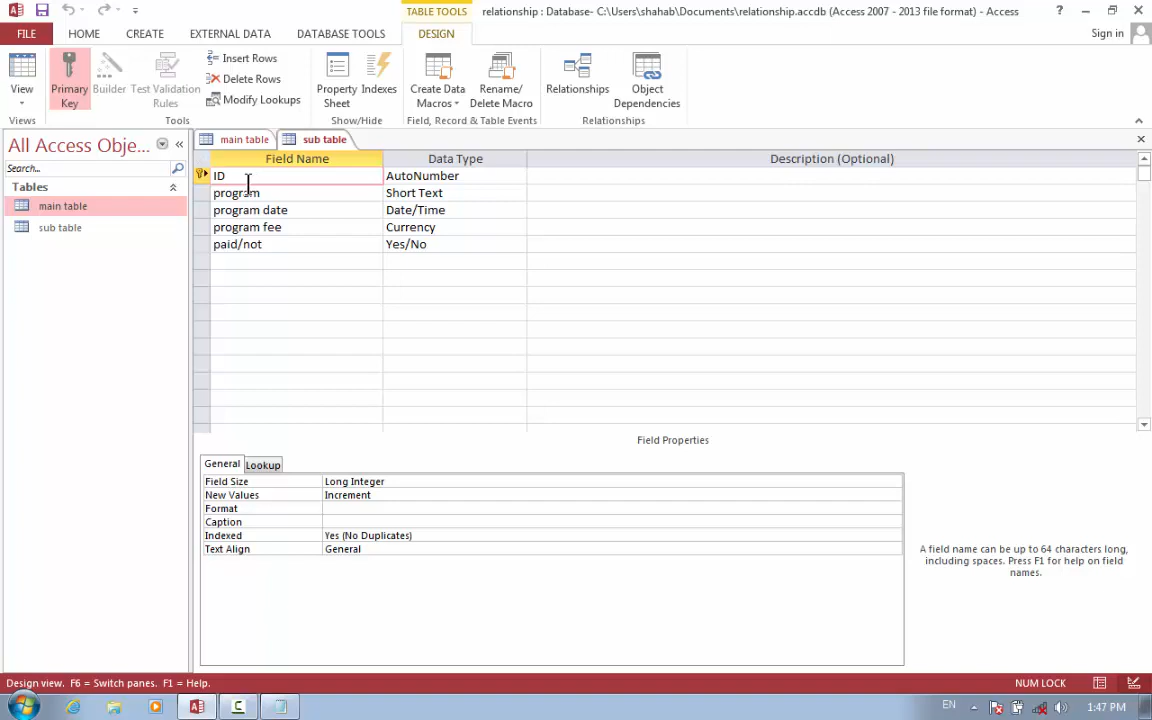 TABLE TOOLS
relationship : Database- C:\Users\shahab\Documents\relationship.accdb (Access 2007 - 2013 file format) - Access
?
FILE
HOME
CREATE
EXTERNAL DATA
DATABASE TOOLS
DESIGN
Sign in
View
Primary Key
Builder
Test Validation Rules
Insert Rows
Delete Rows
Modify Lookups
Property Sheet
Indexes
Create Data Macros
Rename/ Delete Macro
Relationships
Object Dependencies
Views
Tools
Show/Hide
Field, Record & Table Events
Relationships
All Access Obje...
Search...
Tables
main table
sub table
main table
sub table
Field Name Data Type Description (Optional)
ID AutoNumber
program Short Text
program date Date/Time
program fee Currency
paid/not Yes/No
Field Properties
General Lookup
Field Size Long Integer
New Values Increment
Format
Caption
Indexed Yes (No Duplicates)
Text Align General
A field name can be up to 64 characters long,
including spaces. Press F1 for help on field
names.
Design view. F6 = Switch panes. F1 = Help.
NUM LOCK
EN
1:47 PM